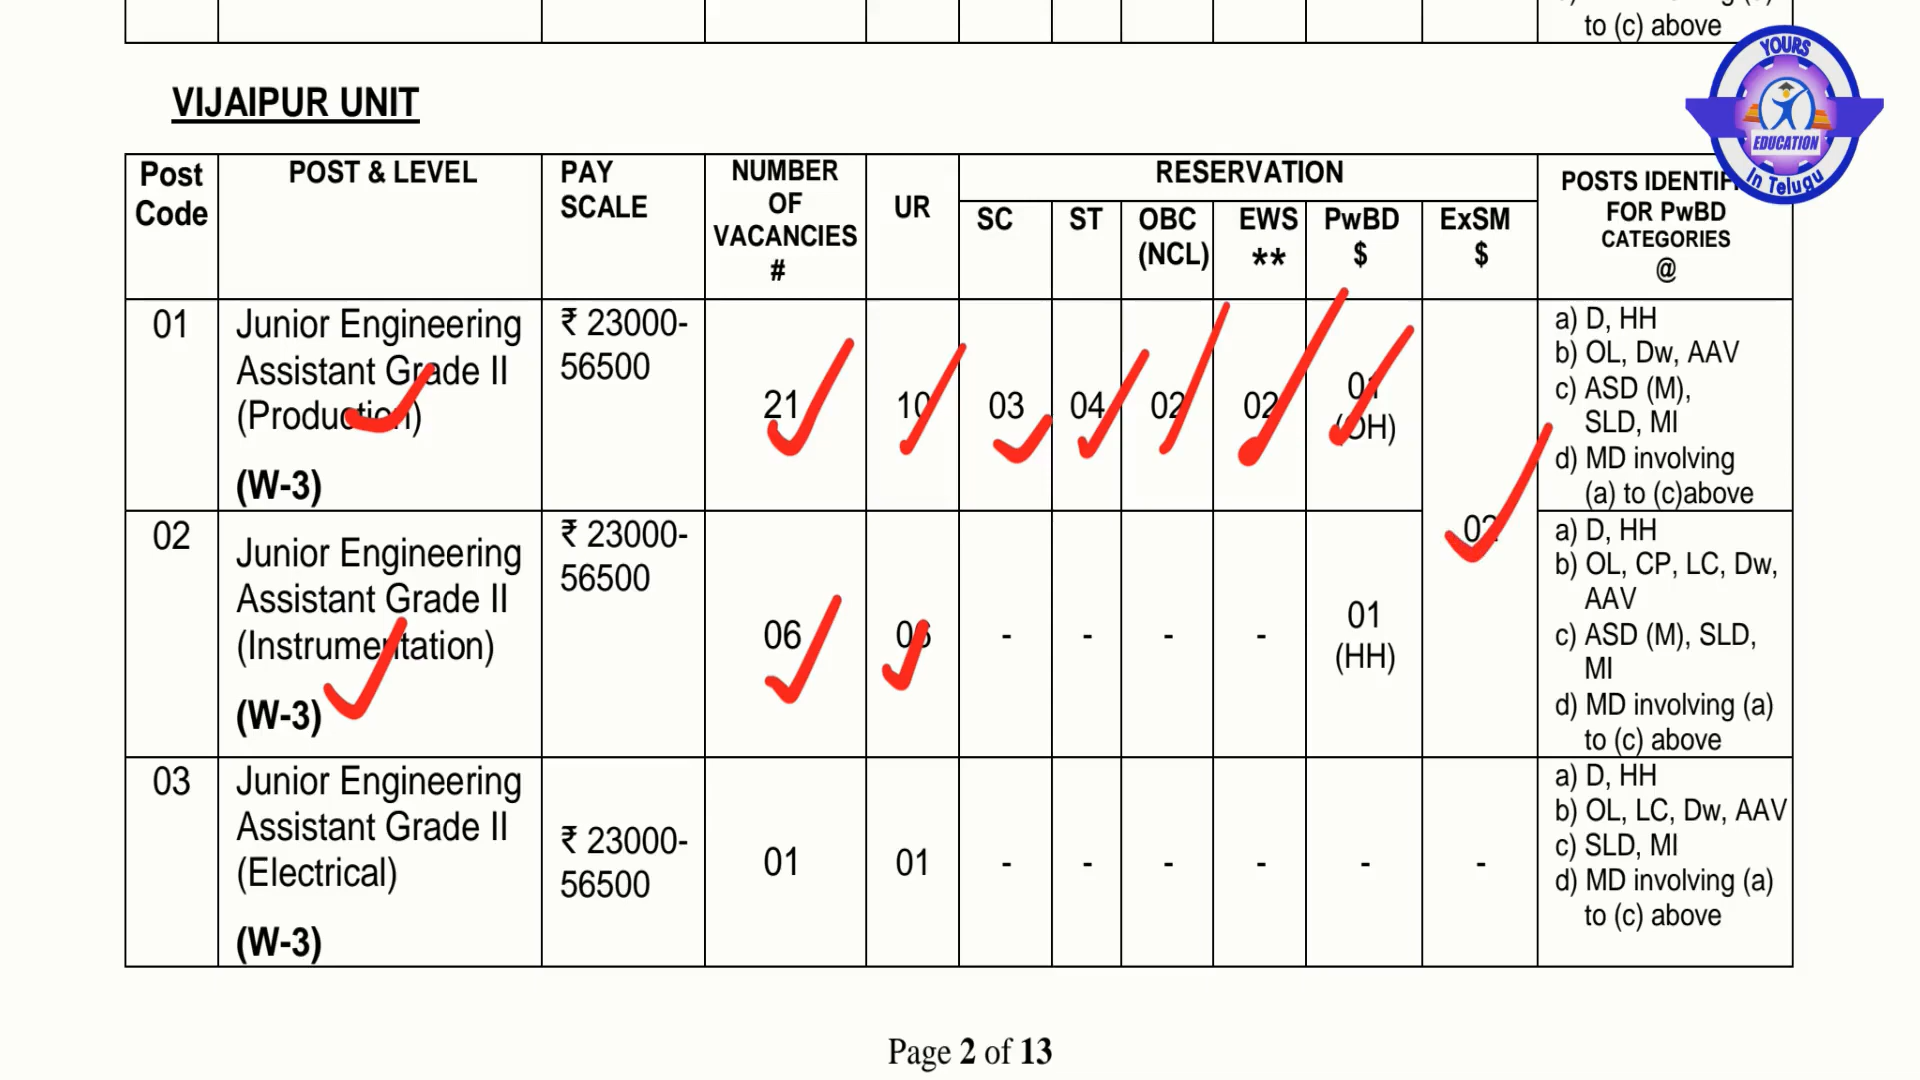 to (c) above
YOURS
EDUCATION
In Telugu
VIJAIPUR UNIT
Post Code
POST & LEVEL
PAY SCALE
NUMBER OF VACANCIES #
UR
RESERVATION
SC
ST
OBC (NCL)
EWS **
PwBD $
ExSM $
POSTS
FOR PwBD
CATEGORIES
@
01
Junior Engineering
Assistant Grade II
(Production)
(W-3)
₹ 23000-
56500
21
10
03
04
02
02
01
(OH)
02
a) D, HH
b) OL, Dw, AAV
c) ASD (M),
SLD, MI
d) MD involving
(a) to (c)above
02
Junior Engineering
Assistant Grade II
(Instrumentation)
(W-3)
₹ 23000-
56500
06
06
-
-
-
-
01
(HH)
a) D, HH
b) OL, CP, LC, Dw,
AAV
c) ASD (M), SLD,
MI
d) MD involving (a)
to (c) above
03
Junior Engineering
Assistant Grade II
(Electrical)
(W-3)
₹ 23000-
56500
01
01
-
-
-
-
-
-
a) D, HH
b) OL, LC, Dw, AAV
c) SLD, MI
d) MD involving (a)
to (c) above
Page 2 of 13